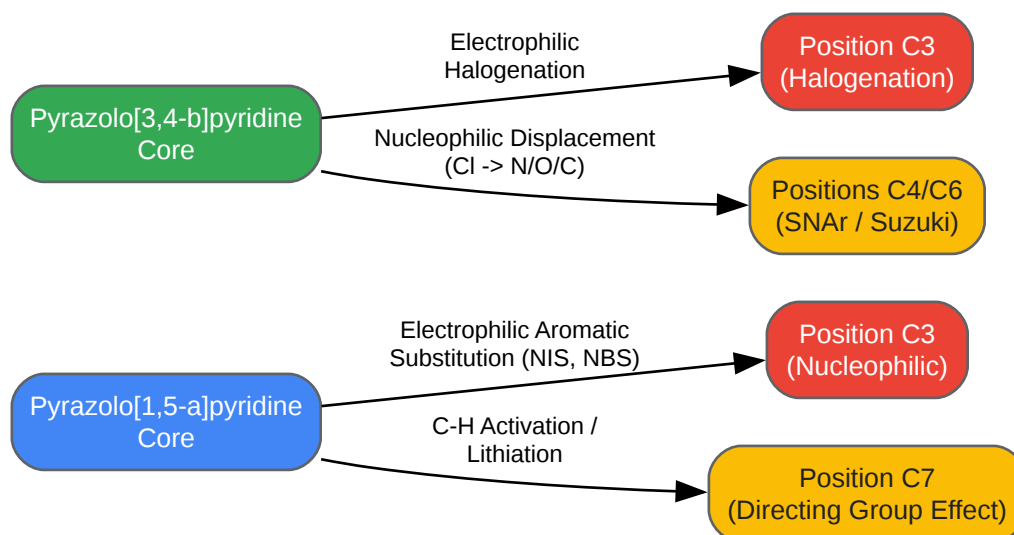 Electrophilic
Halogenation
Position C3
(Halogenation)
Pyrazolo[3,4-b]pyridine
Core
Nucleophilic Displacement
(Cl -> N/O/C)
Positions C4/C6
(SNAr / Suzuki)
Electrophilic Aromatic
Substitution (NIS, NBS)
Position C3
(Nucleophilic)
Pyrazolo[1,5-a]pyridine
Core
C-H Activation /
Lithiation
Position C7
(Directing Group Effect)